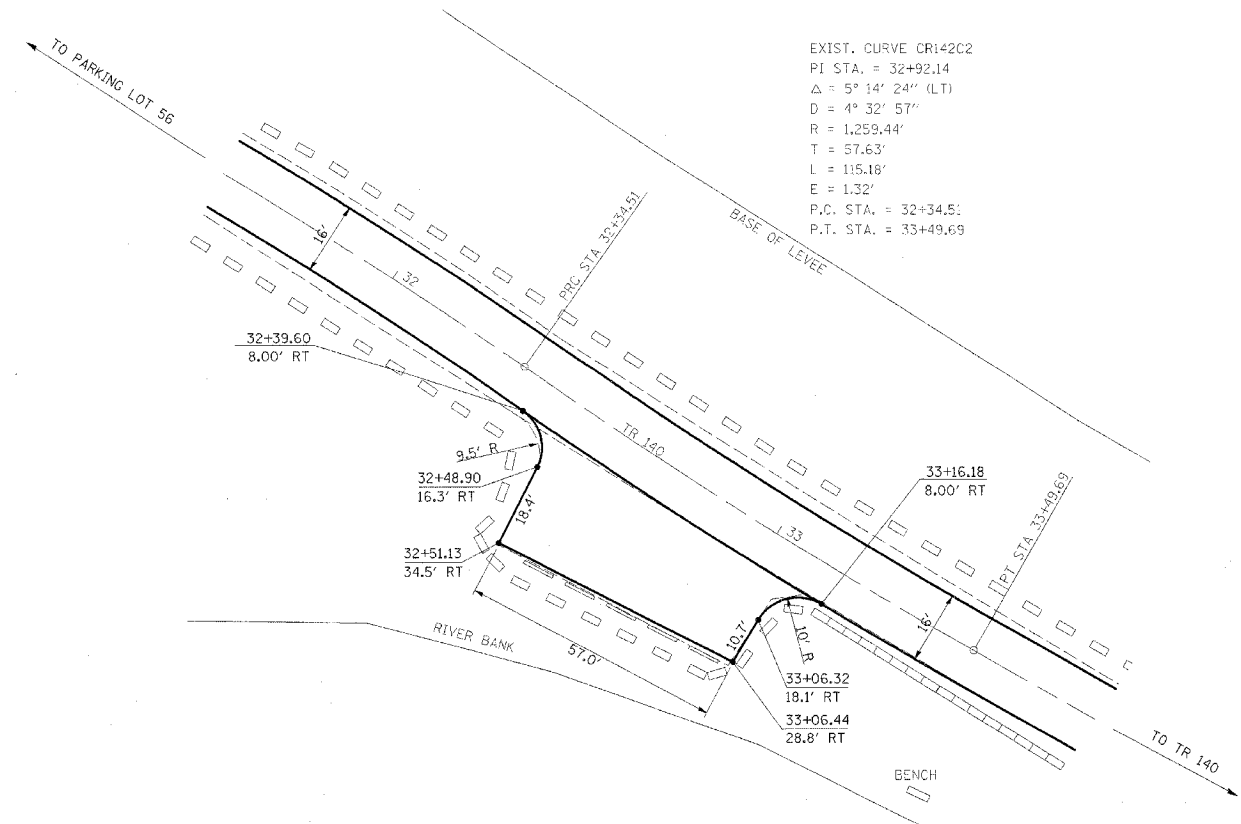 EXIST. CURVE CR142C2
PI STA. = 32+92.14
Δ = 5° 14' 24'' (LT)
D = 4° 32' 57''
R = 1,259.44'
T = 57.63'
L = 115.18'
E = 1.32'
P.C. STA. = 32+34.51
P.T. STA. = 33+49.69
TO PARKING LOT 56
BASE OF LEVEE
PRC STA 32+34.51
16'
32
32+39.60
8.00' RT
TR 140
9.5' R
32+48.90
16.3' RT
18.4'
33+16.18
8.00' RT
33
PT STA 33+49.69
32+51.13
34.5' RT
16'
RIVER BANK
57.0'
10.7'
10' R
33+06.32
18.1' RT
33+06.44
28.8' RT
TO TR 140
BENCH